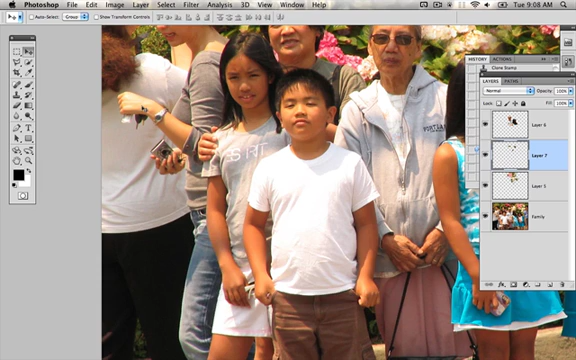 Photoshop File Edit Image Layer Select Filter Analysis 3D View Window Help Tue 9:08 AM
Auto-Select: Group Show Transform Controls
HISTORY ACTIONS
Clone Stamp
LAYERS PATHS
Normal Opacity: 100%
Lock: Fill: 100%
Layer 6
Layer 7
Layer 5
Family